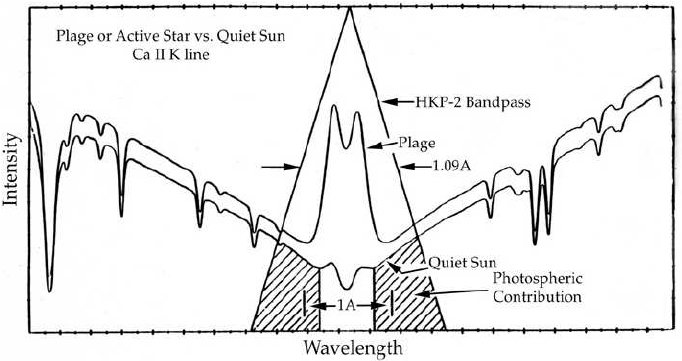 Plage or Active Star vs. Quiet Sun
Ca II K line
HKP-2 Bandpass
Plage
1.09A
Quiet Sun
Photospheric
Contribution
1A
Intensity
Wavelength